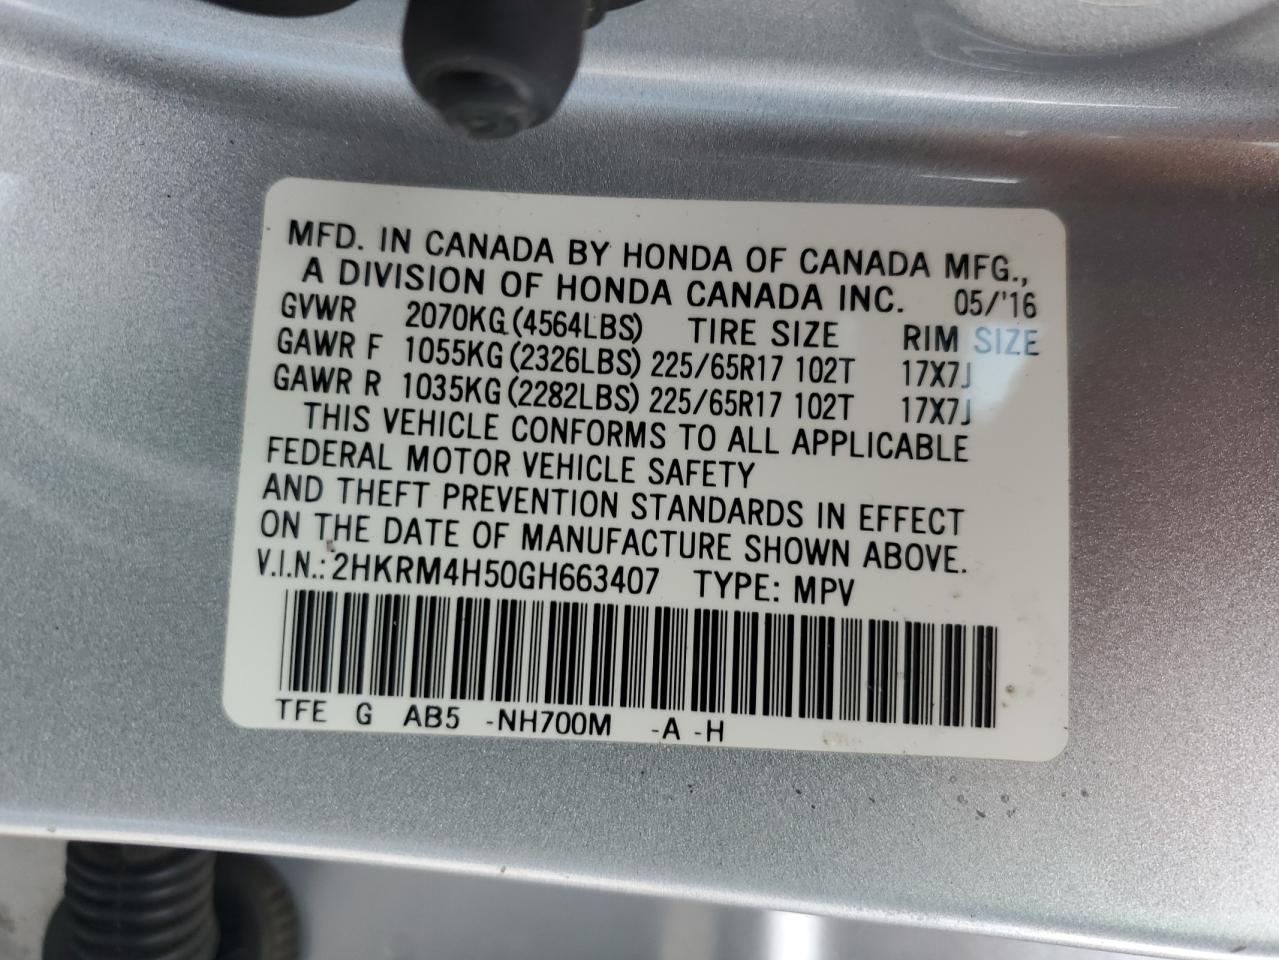 MFD. IN CANADA BY HONDA OF CANADA MFG.,
A DIVISION OF HONDA CANADA INC. 05/'16
GVWR 2070KG (4564LBS) TIRE SIZE RIM SIZE
GAWR F 1055KG (2326LBS) 225/65R17 102T 17X7J
GAWR R 1035KG (2282LBS) 225/65R17 102T 17X7J
THIS VEHICLE CONFORMS TO ALL APPLICABLE
FEDERAL MOTOR VEHICLE SAFETY
AND THEFT PREVENTION STANDARDS IN EFFECT
ON THE DATE OF MANUFACTURE SHOWN ABOVE.
V.I.N.: 2HKRM4H50GH663407 TYPE: MPV
TFE G AB5 -NH700M -A -H